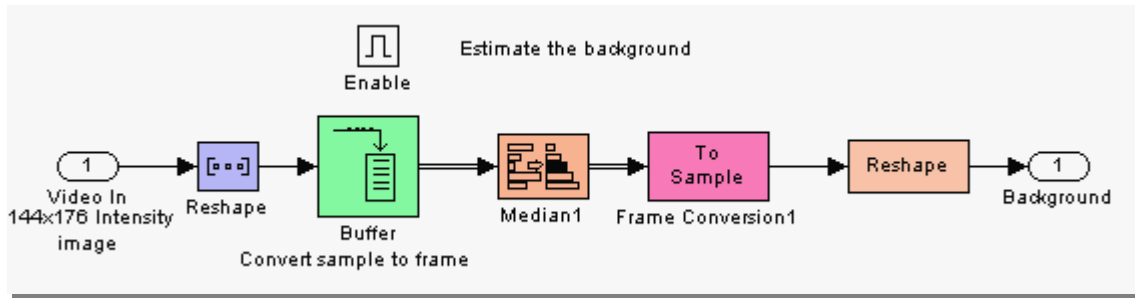 Estimate the background
Enable
1
Video In
144x176 Intensity
image
Reshape
Buffer
Convert sample to frame
Median1
To
Sample
Frame Conversion1
Reshape
1
Background